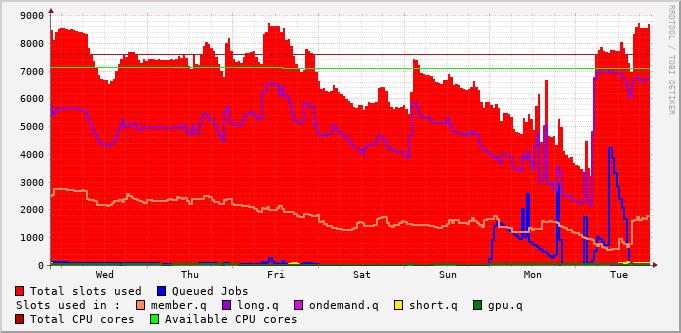 9000
8000
7000
6000
5000
4000
3000
2000
1000
0
Wed Thu Fri Sat Sun Mon Tue
Total slots used Queued Jobs
Slots used in : member.q long.q ondemand.q short.q gpu.q
Total CPU cores Available CPU cores
RRDTOOL / TOBI OETIKER